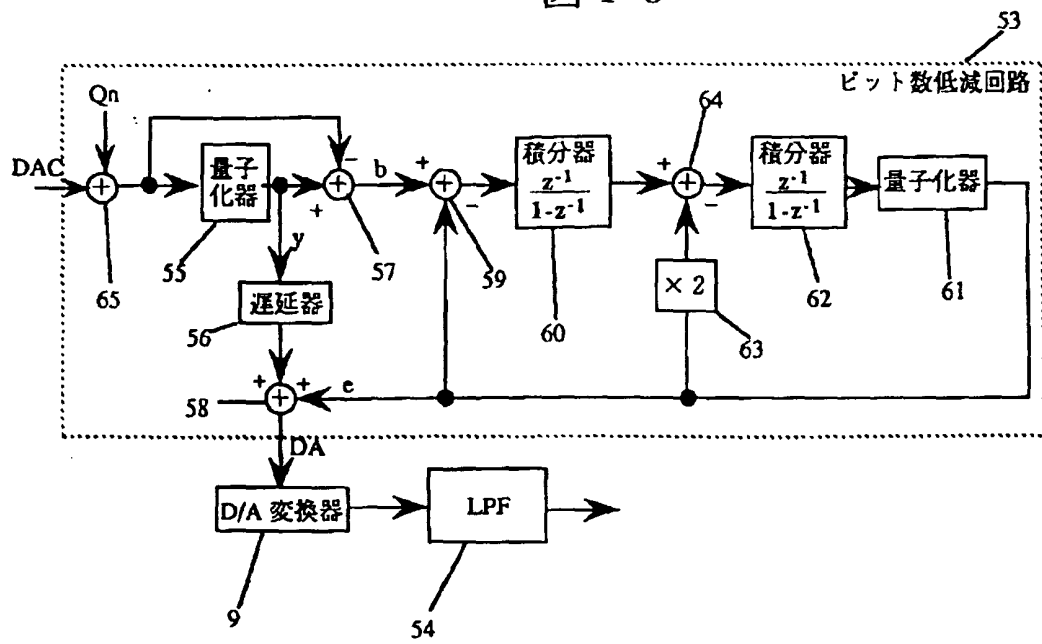 53
ビット数低減回路
Qn
64
DAC
量子
化器
b
積分器
z-1
1-z-1
積分器
z-1
1-z-1
量子化器
+
-
+
+
-
+
+
-
+
+
-
65
55
y
57
59
60
×2
63
62
61
遅延器
56
+
+
e
58
+
DA
D/A 変換器
LPF
9
54